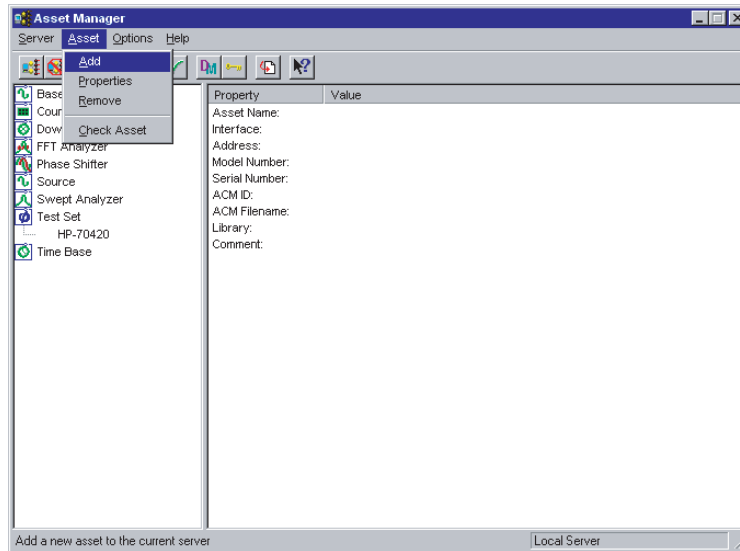 Asset Manager
Server Asset Options Help
Add
Properties
Remove
Check Asset
Base
Cour
Dow
FFT Analyzer
Phase Shifter
Source
Swept Analyzer
Test Set
HP-70420
Time Base
Property Value
Asset Name:
Interface:
Address:
Model Number:
Serial Number:
ACM ID:
ACM Filename:
Library:
Comment:
Add a new asset to the current server
Local Server